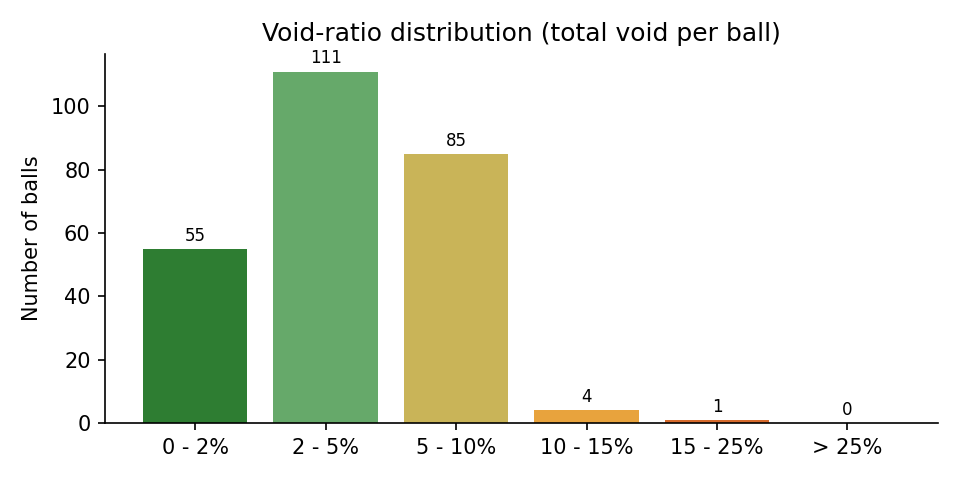 Void-ratio distribution (total void per ball)
Number of balls
100
80
60
40
20
0
55
111
85
4
1
0
0 - 2%
2 - 5%
5 - 10%
10 - 15%
15 - 25%
> 25%